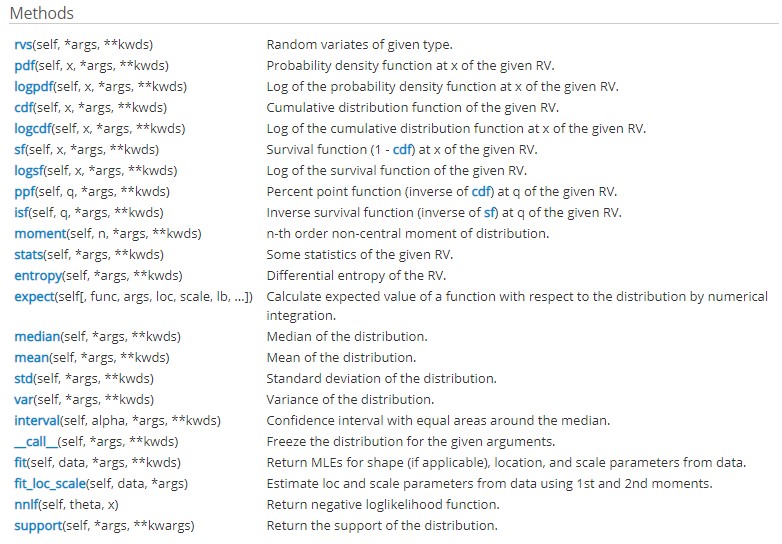 Methods
rvs(self, *args, **kwds) Random variates of given type.
pdf(self, x, *args, **kwds) Probability density function at x of the given RV.
logpdf(self, x, *args, **kwds) Log of the probability density function at x of the given RV.
cdf(self, x, *args, **kwds) Cumulative distribution function of the given RV.
logcdf(self, x, *args, **kwds) Log of the cumulative distribution function at x of the given RV.
sf(self, x, *args, **kwds) Survival function (1 - cdf) at x of the given RV.
logsf(self, x, *args, **kwds) Log of the survival function of the given RV.
ppf(self, q, *args, **kwds) Percent point function (inverse of cdf) at q of the given RV.
isf(self, q, *args, **kwds) Inverse survival function (inverse of sf) at q of the given RV.
moment(self, n, *args, **kwds) n-th order non-central moment of distribution.
stats(self, *args, **kwds) Some statistics of the given RV.
entropy(self, *args, **kwds) Differential entropy of the RV.
expect(self[, func, args, loc, scale, lb, ...]) Calculate expected value of a function with respect to the distribution by numerical
integration.
median(self, *args, **kwds) Median of the distribution.
mean(self, *args, **kwds) Mean of the distribution.
std(self, *args, **kwds) Standard deviation of the distribution.
var(self, *args, **kwds) Variance of the distribution.
interval(self, alpha, *args, **kwds) Confidence interval with equal areas around the median.
__call__(self, *args, **kwds) Freeze the distribution for the given arguments.
fit(self, data, *args, **kwds) Return MLEs for shape (if applicable), location, and scale parameters from data.
fit_loc_scale(self, data, *args) Estimate loc and scale parameters from data using 1st and 2nd moments.
nnlf(self, theta, x) Return negative loglikelihood function.
support(self, *args, **kwargs) Return the support of the distribution.